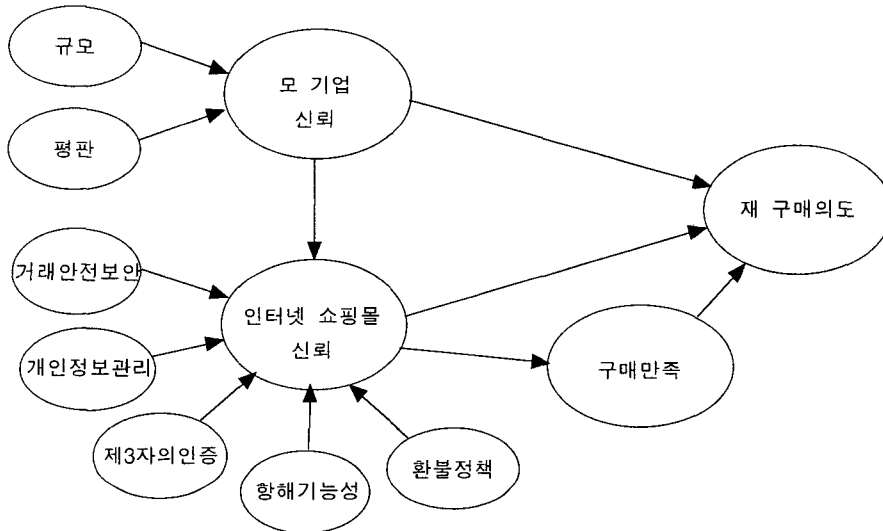 규모
모 기업
신뢰
평판
재 구매의도
거래안전보안
인터넷 쇼핑몰
신뢰
개인정보관리
구매만족
제3자의인증
환불정책
항해기능성